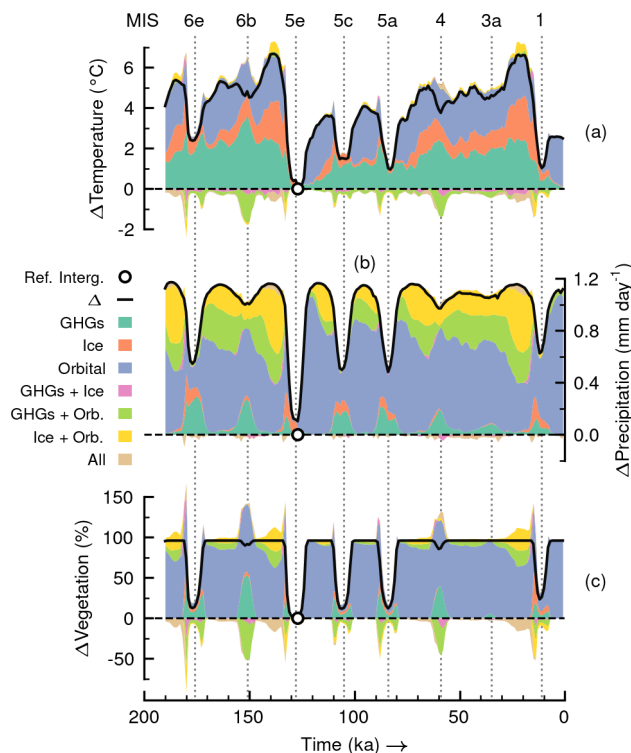 MIS 6e 6b 5e 5c 5a 4 3a 1
ΔTemperature (°C)
6
4
2
0
-2
(a)
(b)
Ref. Interg.
Δ
GHGs
Ice
Orbital
GHGs + Ice
GHGs + Orb.
Ice + Orb.
All
1.2
0.8
0.4
0.0
ΔPrecipitation (mm day⁻¹)
ΔVegetation (%)
150
100
50
0
-50
(c)
200 150 100 50 0
Time (ka) →